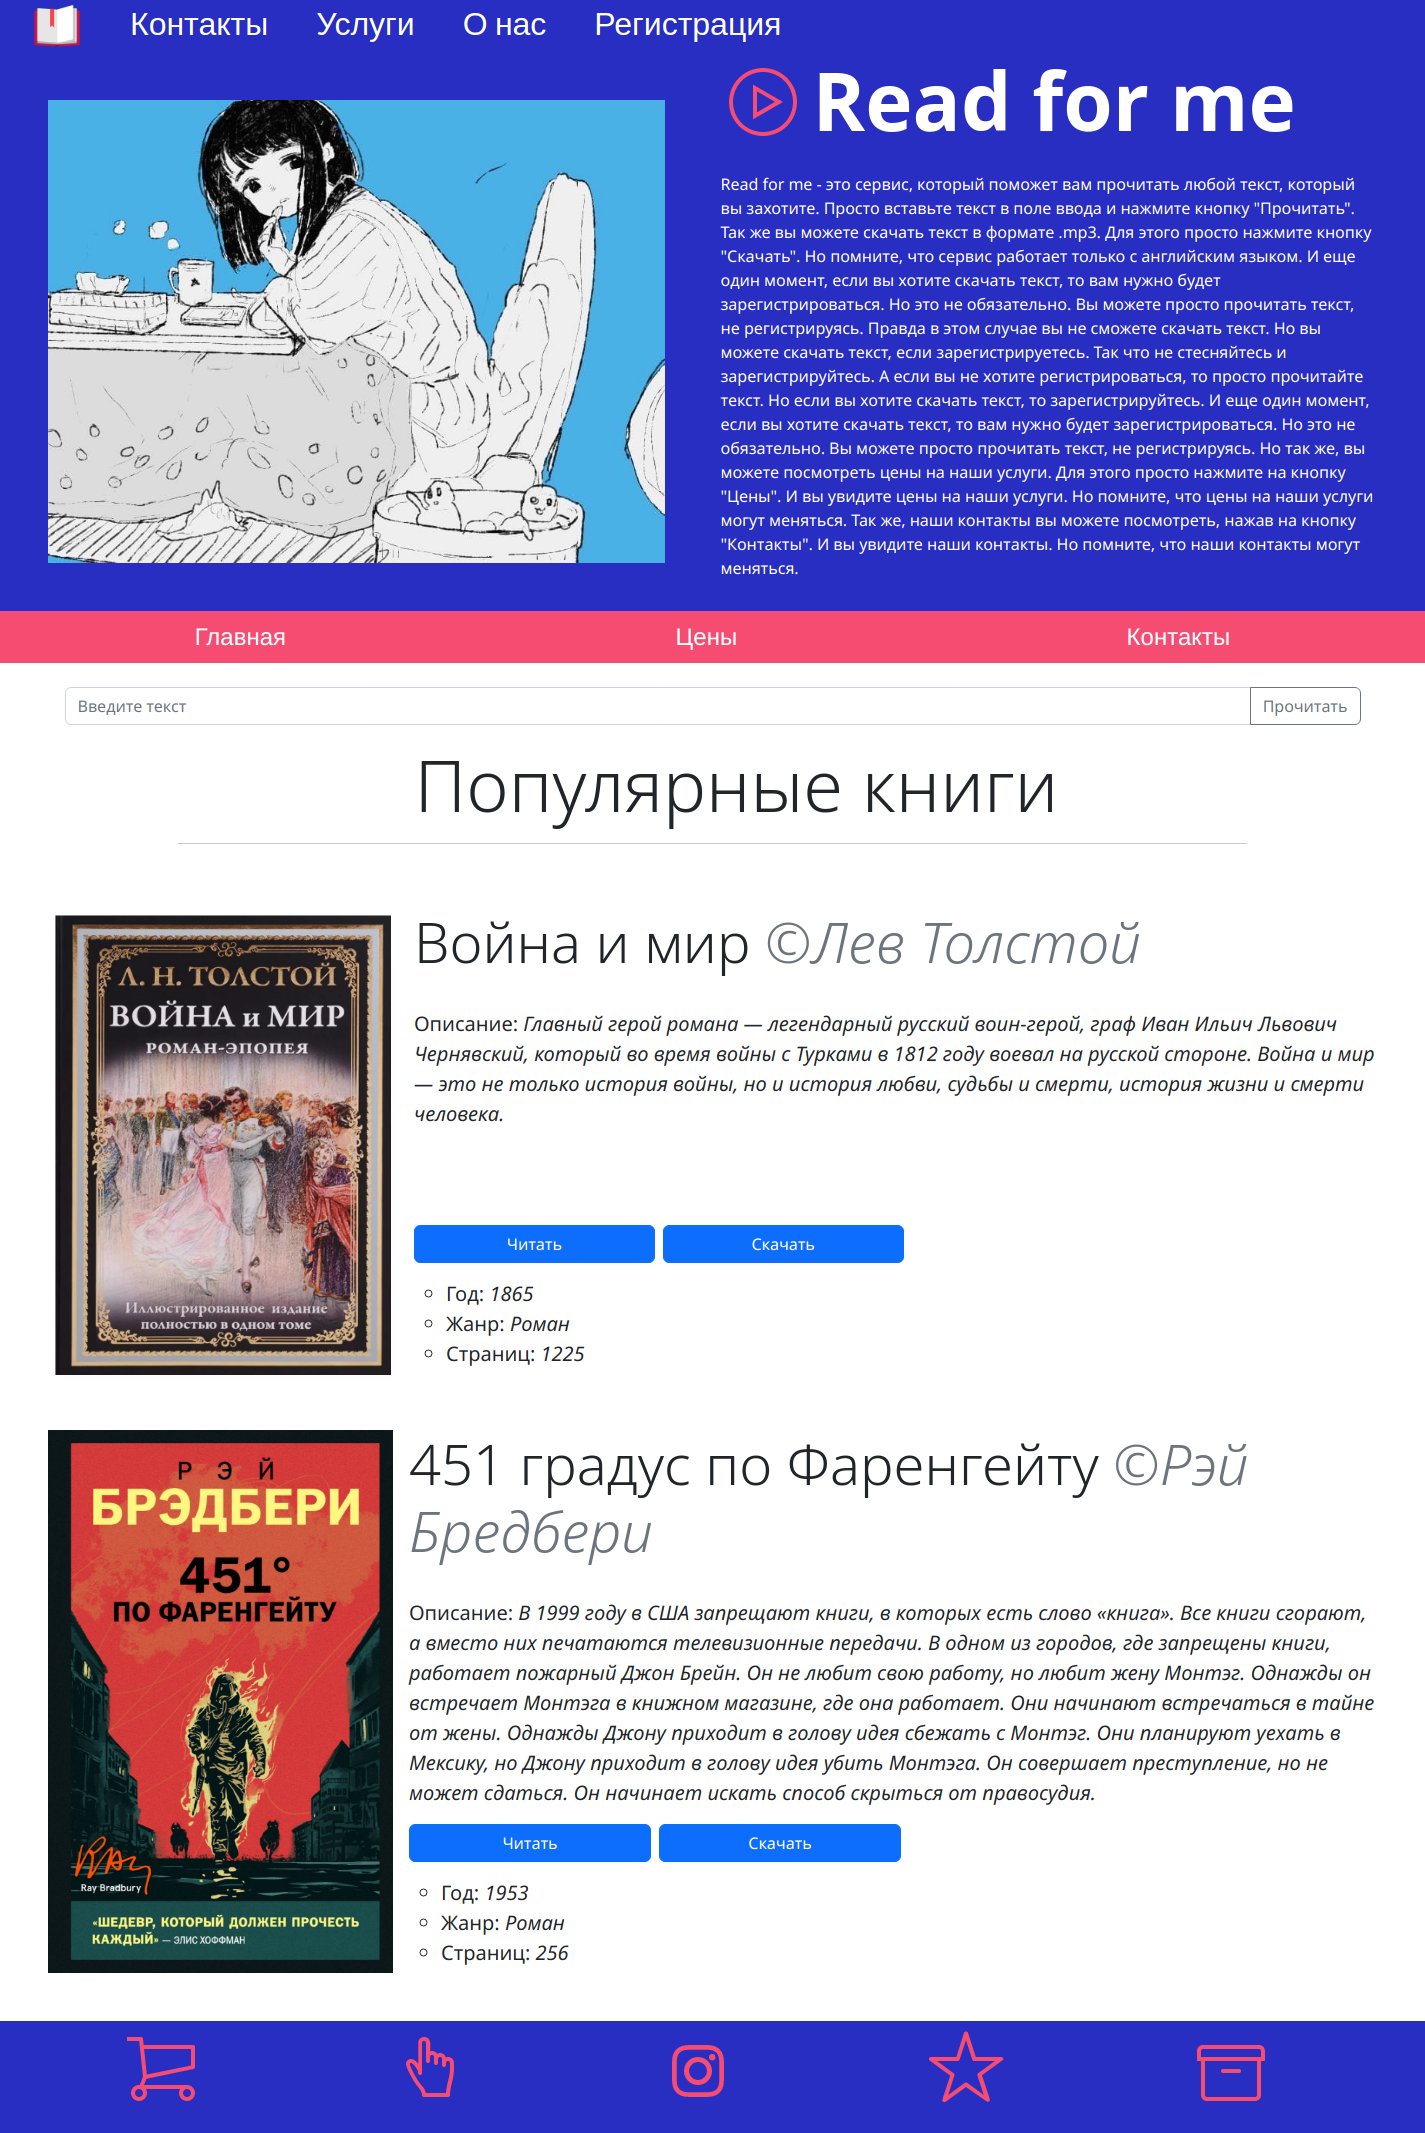 Контакты Услуги О нас Регистрация
Read for me
Read for me - это сервис, который поможет вам прочитать любой текст, который
вы захотите. Просто вставьте текст в поле ввода и нажмите кнопку "Прочитать".
Так же вы можете скачать текст в формате .mp3. Для этого просто нажмите кнопку
"Скачать". Но помните, что сервис работает только с английским языком. И еще
один момент, если вы хотите скачать текст, то вам нужно будет
зарегистрироваться. Но это не обязательно. Вы можете просто прочитать текст,
не регистрируясь. Правда в этом случае вы не сможете скачать текст. Но вы
можете скачать текст, если зарегистрируетесь. Так что не стесняйтесь и
зарегистрируйтесь. А если вы не хотите регистрироваться, то просто прочитайте
текст. Но если вы хотите скачать текст, то зарегистрируйтесь. И еще один момент,
если вы хотите скачать текст, то вам нужно будет зарегистрироваться. Но это не
обязательно. Вы можете просто прочитать текст, не регистрируясь. Но так же, вы
можете посмотреть цены на наши услуги. Для этого просто нажмите на кнопку
"Цены". И вы увидите цены на наши услуги. Но помните, что цены на наши услуги
могут меняться. Так же, наши контакты вы можете посмотреть, нажав на кнопку
"Контакты". И вы увидите наши контакты. Но помните, что наши контакты могут
меняться.
Главная Цены Контакты
Введите текст Прочитать
Популярные книги
Л. Н. ТОЛСТОЙ
ВОЙНА и МИР
РОМАН-ЭПОПЕЯ
Иллюстрированное издание
полностью в одном томе
Война и мир ©Лев Толстой
Описание: Главный герой романа — легендарный русский воин-герой, граф Иван Ильич Львович
Чернявский, который во время войны с Турками в 1812 году воевал на русской стороне. Война и мир
— это не только история войны, но и история любви, судьбы и смерти, история жизни и смерти
человека.
Читать Скачать
Год: 1865
Жанр: Роман
Страниц: 1225
РЭЙ
БРЭДБЕРИ
451°
ПО ФАРЕНГЕЙТУ
Ray Bradbury
«ШЕДЕВР, КОТОРЫЙ ДОЛЖЕН ПРОЧЕСТЬ
КАЖДЫЙ» — ЭЛИС ХОФФМАН
451 градус по Фаренгейту ©Рэй
Бредбери
Описание: В 1999 году в США запрещают книги, в которых есть слово «книга». Все книги сгорают,
а вместо них печатаются телевизионные передачи. В одном из городов, где запрещены книги,
работает пожарный Джон Брейн. Он не любит свою работу, но любит жену Монтэг. Однажды он
встречает Монтэга в книжном магазине, где она работает. Они начинают встречаться в тайне
от жены. Однажды Джону приходит в голову идея сбежать с Монтэг. Они планируют уехать в
Мексику, но Джону приходит в голову идея убить Монтэга. Он совершает преступление, но не
может сдаться. Он начинает искать способ скрыться от правосудия.
Читать Скачать
Год: 1953
Жанр: Роман
Страниц: 256